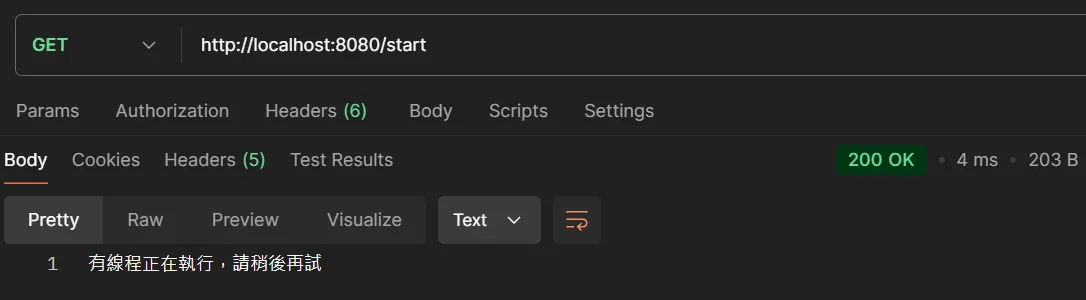 GET http://localhost:8080/start
Params Authorization Headers (6) Body Scripts Settings
Body Cookies Headers (5) Test Results 200 OK • 4 ms • 203 B
Pretty Raw Preview Visualize Text
1 有線程正在執行，請稍後再試